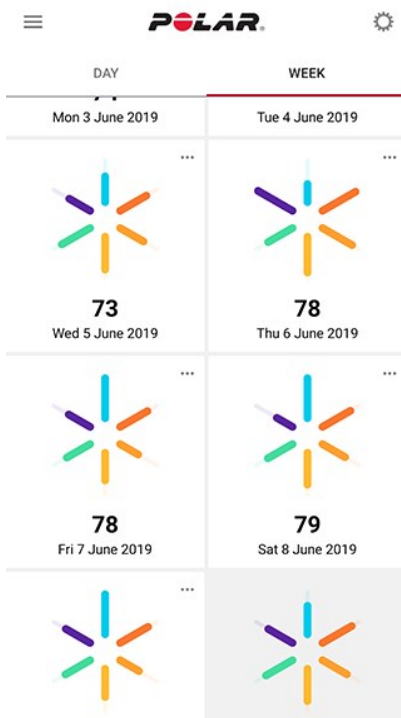 POLAR.
DAY WEEK
Mon 3 June 2019 Tue 4 June 2019
73 78
Wed 5 June 2019 Thu 6 June 2019
78 79
Fri 7 June 2019 Sat 8 June 2019